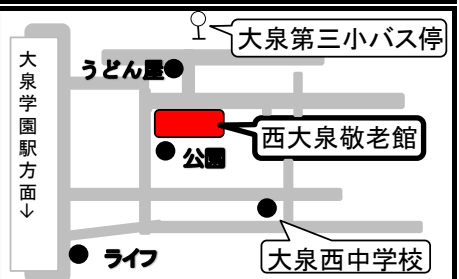 大泉第三小バス停
うどん屋
大泉学園駅方面↓
西大泉敬老館
公園
大泉西中学校
ライフ